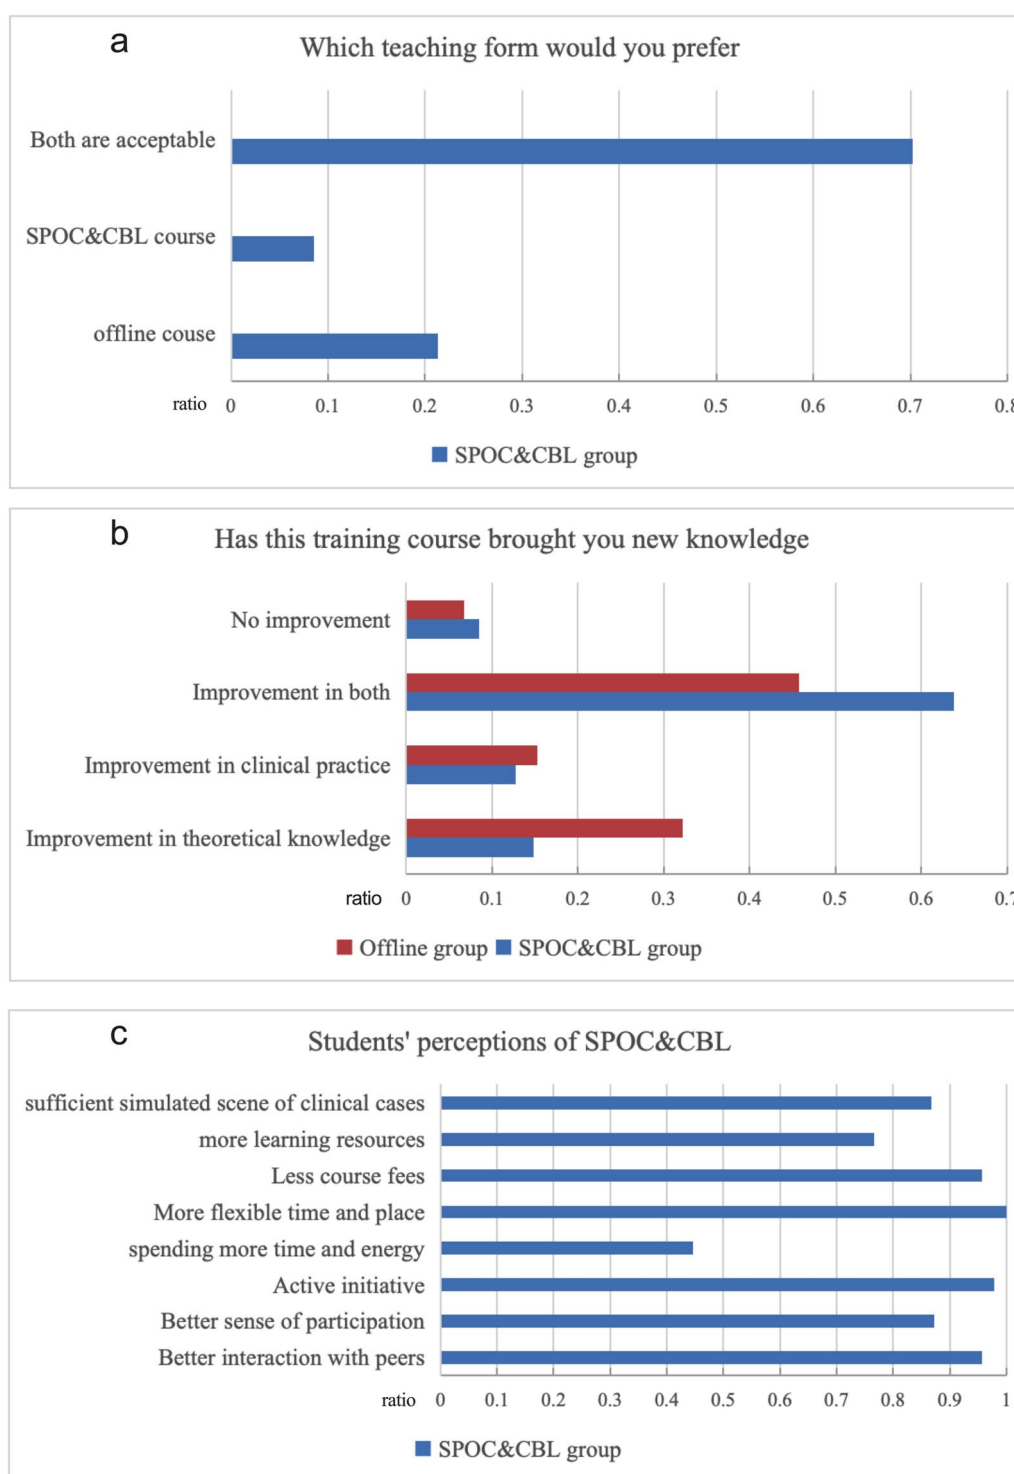 a
Which teaching form would you prefer
Both are acceptable
SPOC&CBL course
offline couse
ratio 0 0.1 0.2 0.3 0.4 0.5 0.6 0.7 0.8
SPOC&CBL group
b
Has this training course brought you new knowledge
No improvement
Improvement in both
Improvement in clinical practice
Improvement in theoretical knowledge
ratio 0 0.1 0.2 0.3 0.4 0.5 0.6 0.7
Offline group SPOC&CBL group
c
Students' perceptions of SPOC&CBL
sufficient simulated scene of clinical cases
more learning resources
Less course fees
More flexible time and place
spending more time and energy
Active initiative
Better sense of participation
Better interaction with peers
ratio 0 0.1 0.2 0.3 0.4 0.5 0.6 0.7 0.8 0.9 1
SPOC&CBL group